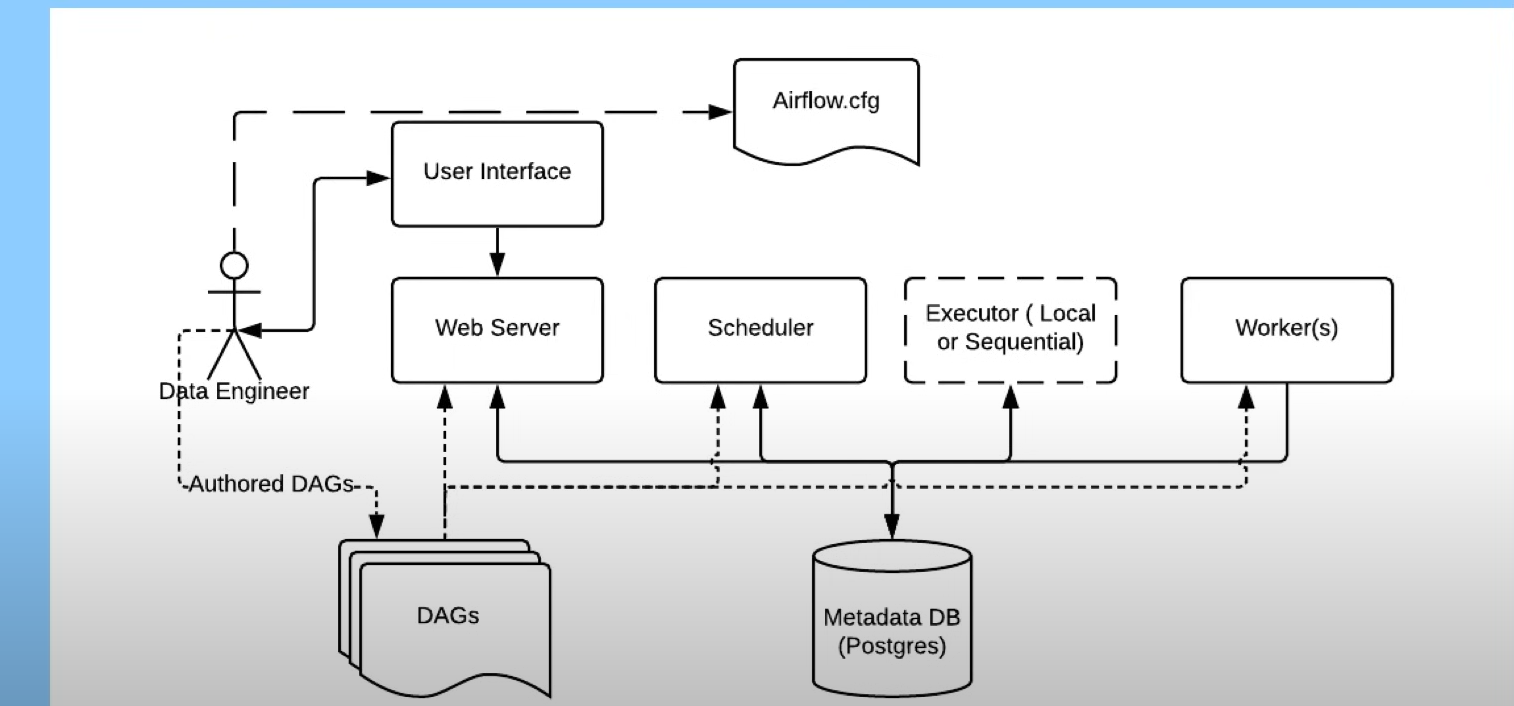 Airflow.cfg
User Interface
Web Server
Scheduler
Executor ( Local
or Sequential)
Worker(s)
Data Engineer
Authored DAGs
DAGs
Metadata DB
(Postgres)